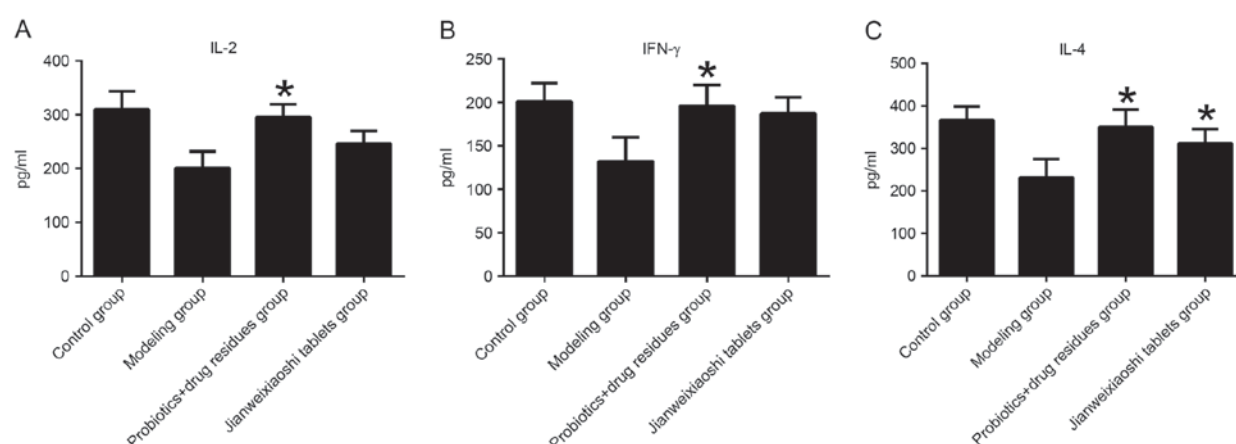 A
IL-2
pg/ml
400
300
200
100
0
*
Control group
Modeling group
Probiotics+drug residues group
Jianweixiaoshi tablets group
B
IFN-γ
pg/ml
250
200
150
100
50
0
*
Control group
Modeling group
Probiotics+drug residues group
Jianweixiaoshi tablets group
C
IL-4
pg/ml
500
400
300
200
100
0
*
*
Control group
Modeling group
Probiotics+drug residues group
Jianweixiaoshi tablets group